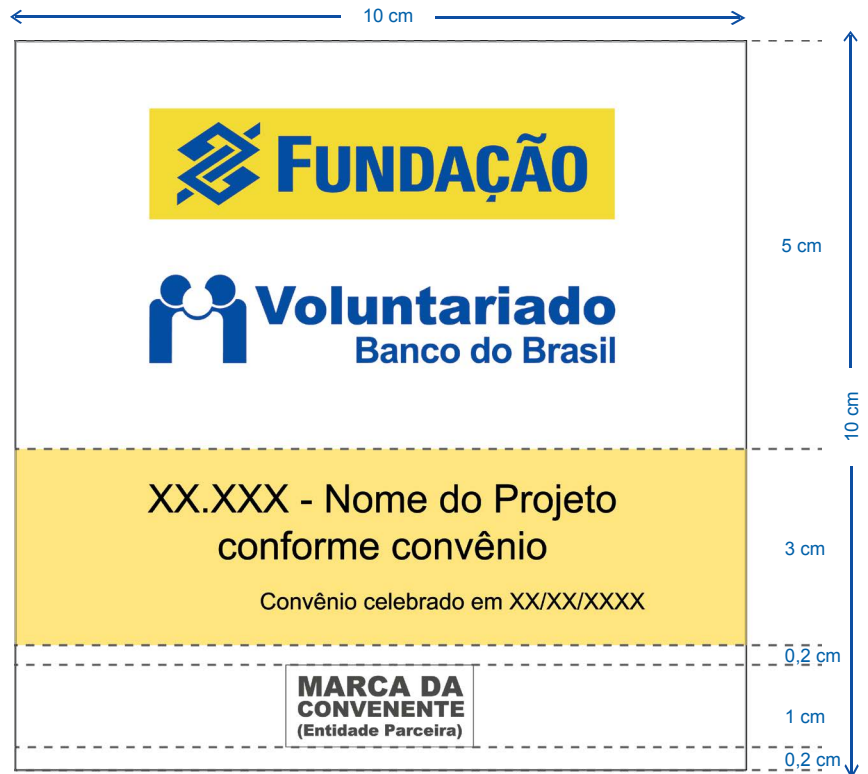 10 cm
FUNDAÇÃO
5 cm
Voluntariado
Banco do Brasil
10 cm
XX.XXX - Nome do Projeto
conforme convênio
3 cm
Convênio celebrado em XX/XX/XXXX
0,2 cm
MARCA DA
CONVENENTE
(Entidade Parceira)
1 cm
0,2 cm